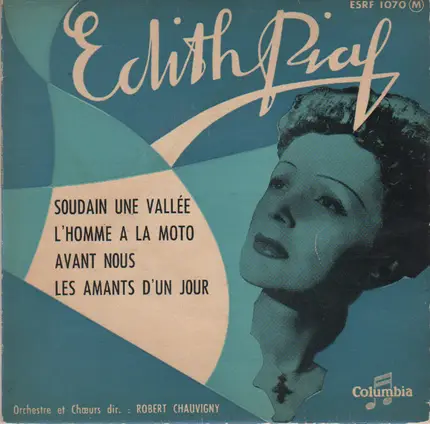 ESRF 1070 (M)
Edith Piaf
SOUDAIN UNE VALLÉE
L'HOMME A LA MOTO
AVANT NOUS
LES AMANTS D'UN JOUR
Columbia
Orchestre et Chœurs dir. : ROBERT CHAUVIGNY